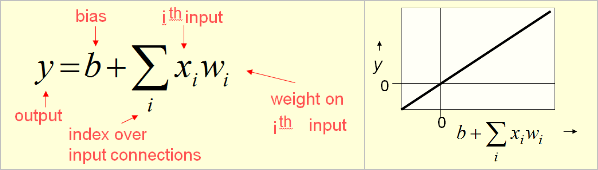 bias
i th input
y = b + ∑ x_i w_i
i
output
index over
input connections
weight on
i th input
y
0
0
b + ∑ x_i w_i
i